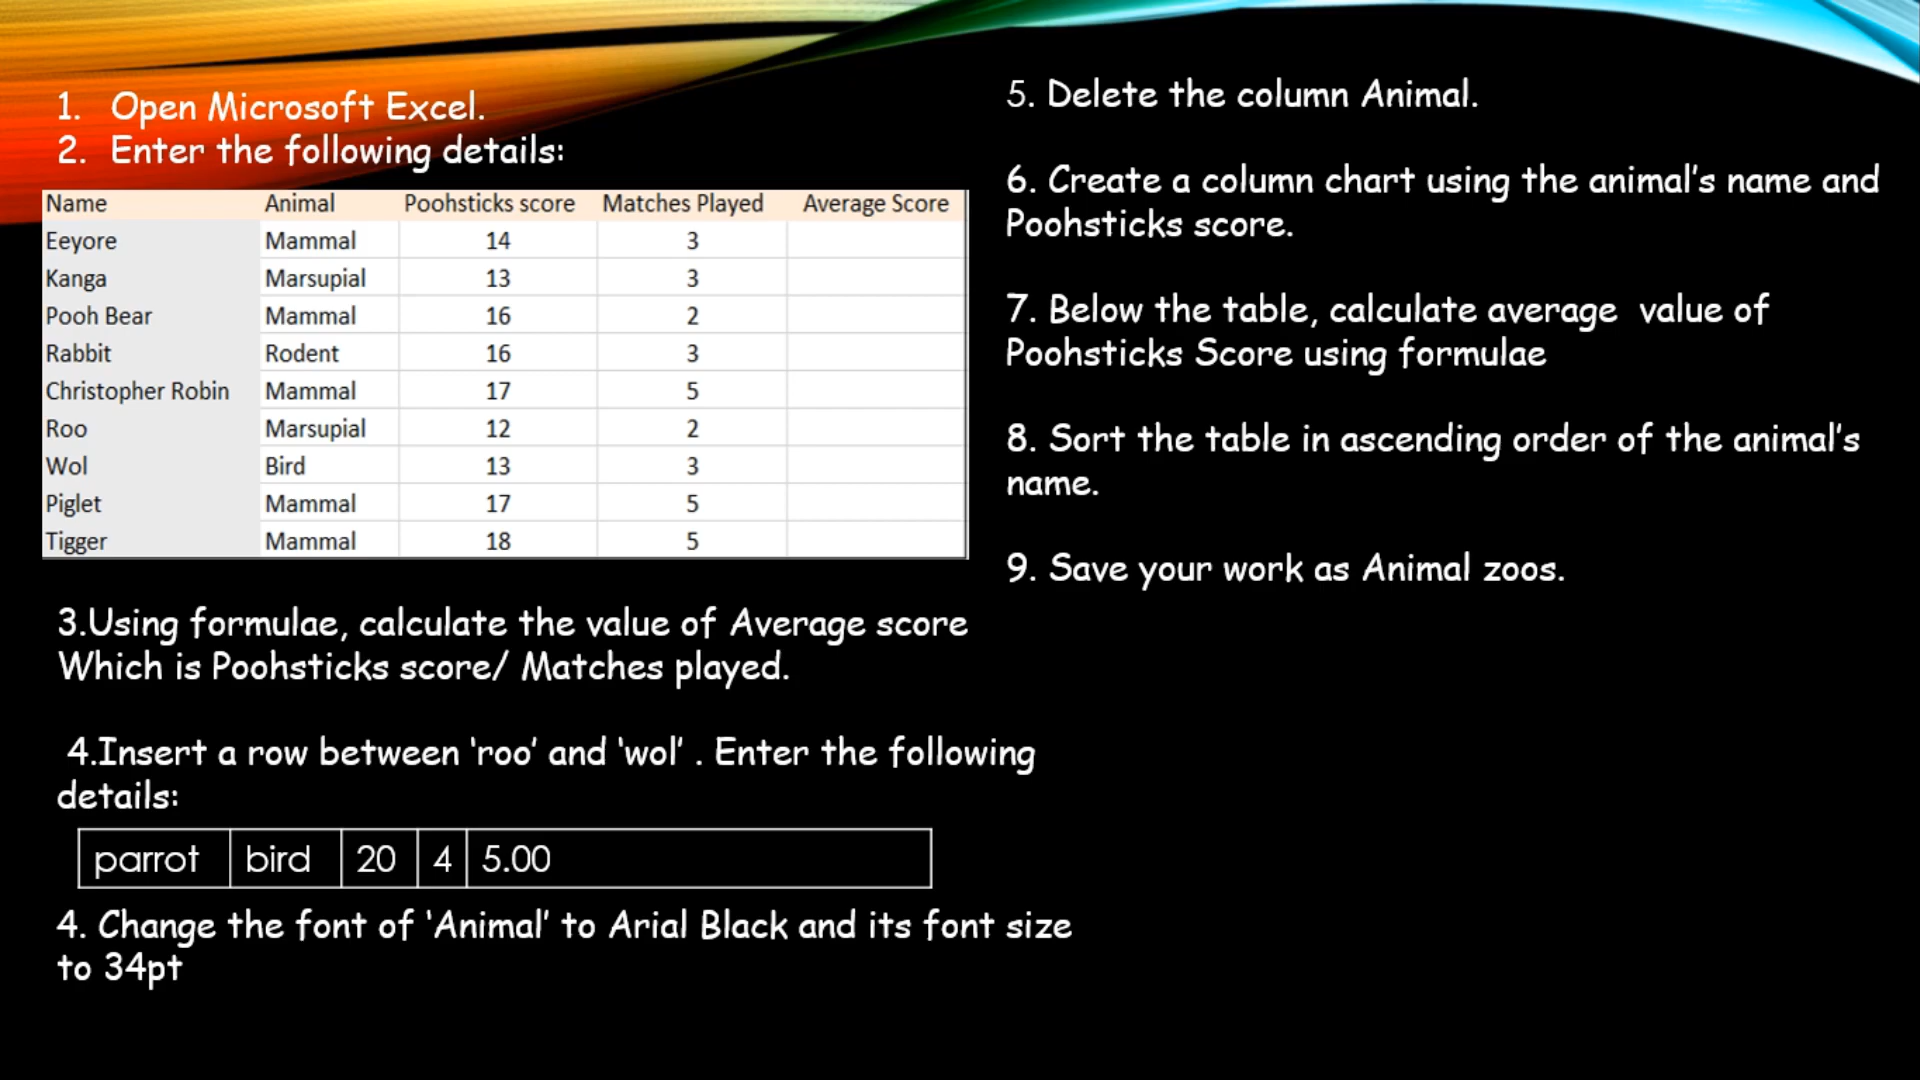 1. Open Microsoft Excel.
2. Enter the following details:
Name Animal Poohsticks score Matches Played Average Score
Eeyore Mammal 14 3
Kanga Marsupial 13 3
Pooh Bear Mammal 16 2
Rabbit Rodent 16 3
Christopher Robin Mammal 17 5
Roo Marsupial 12 2
Wol Bird 13 3
Piglet Mammal 17 5
Tigger Mammal 18 5
3.Using formulae, calculate the value of Average score
Which is Poohsticks score/ Matches played.
4.Insert a row between ‘roo’ and ‘wol’ . Enter the following
details:
parrot bird 20 4 5.00
4. Change the font of ‘Animal’ to Arial Black and its font size
to 34pt
5. Delete the column Animal.
6. Create a column chart using the animal’s name and
Poohsticks score.
7. Below the table, calculate average value of
Poohsticks Score using formulae
8. Sort the table in ascending order of the animal’s
name.
9. Save your work as Animal zoos.